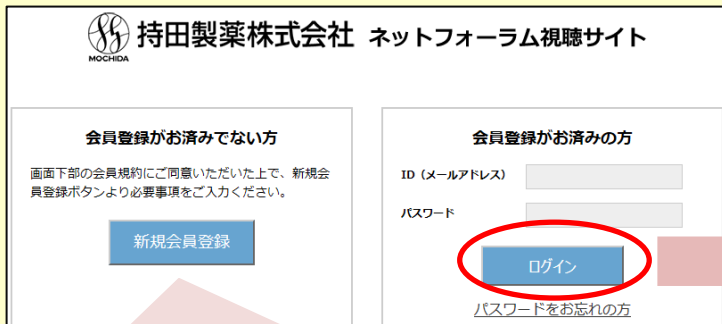 MOCHIDA
持田製薬株式会社 ネットフォーラム視聴サイト
会員登録がお済みでない方
画面下部の会員規約にご同意いただいた上で、新規会
員登録ボタンより必要事項をご入力ください。
新規会員登録
会員登録がお済みの方
ID（メールアドレス）
パスワード
ログイン
パスワードをお忘れの方